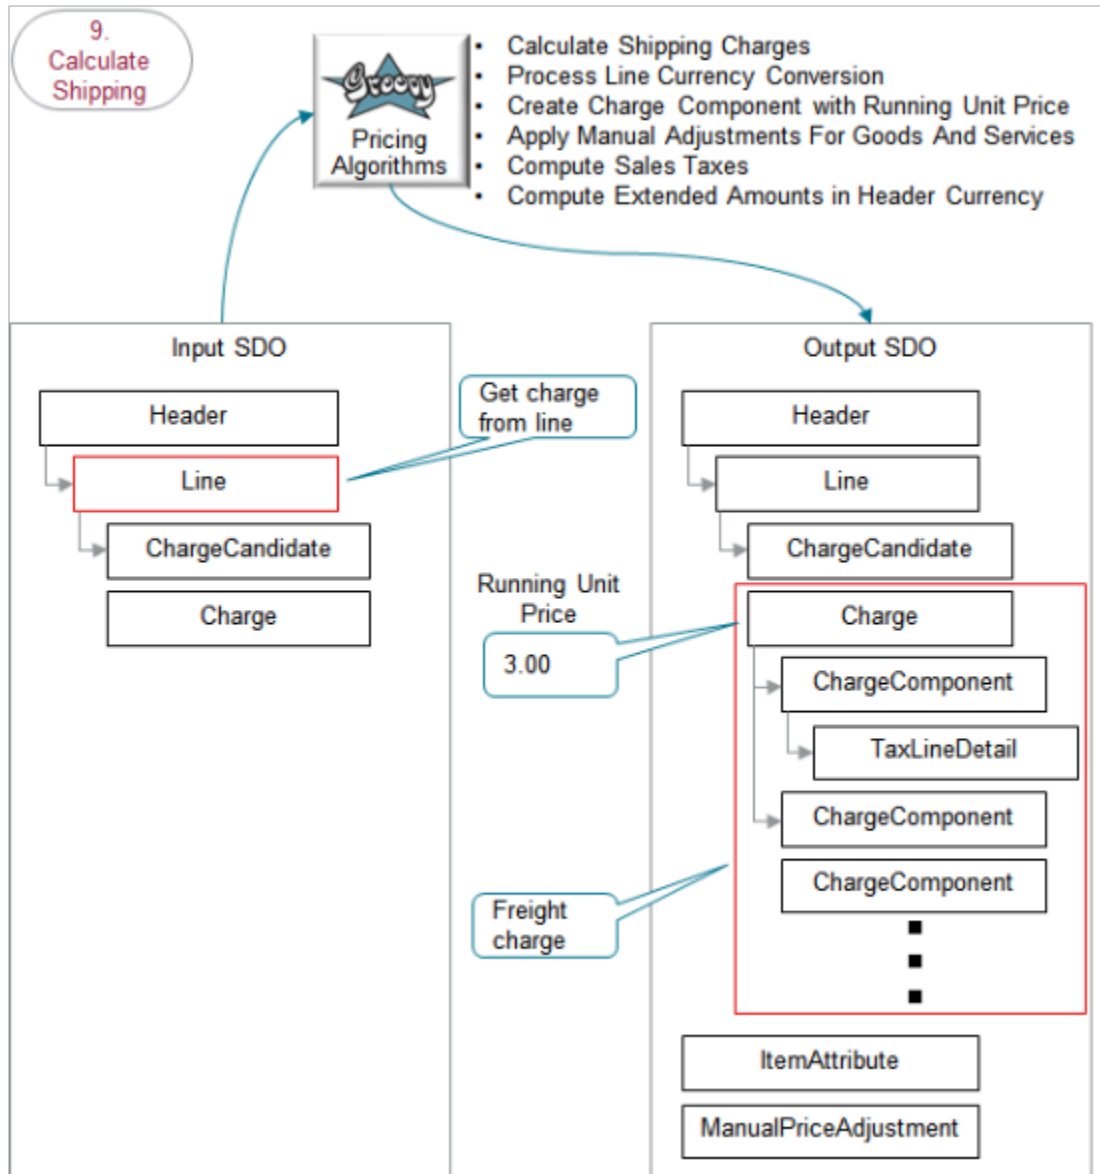 9.
Calculate
Shipping
Groovy
Pricing
Algorithms
• Calculate Shipping Charges
• Process Line Currency Conversion
• Create Charge Component with Running Unit Price
• Apply Manual Adjustments For Goods And Services
• Compute Sales Taxes
• Compute Extended Amounts in Header Currency
Input SDO
Header
Line
ChargeCandidate
Charge
Get charge
from line
Running Unit
Price
3.00
Freight
charge
Output SDO
Header
Line
ChargeCandidate
Charge
ChargeComponent
TaxLineDetail
ChargeComponent
ChargeComponent
ItemAttribute
ManualPriceAdjustment